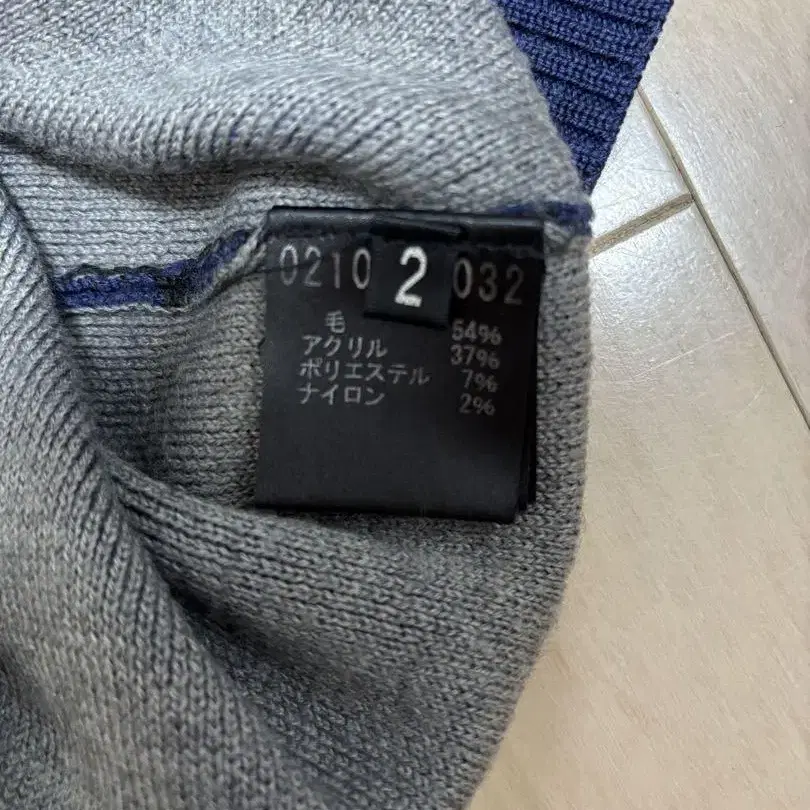 0210 2 032
毛 54%
アクリル 37%
ポリエステル 7%
ナイロン 2%